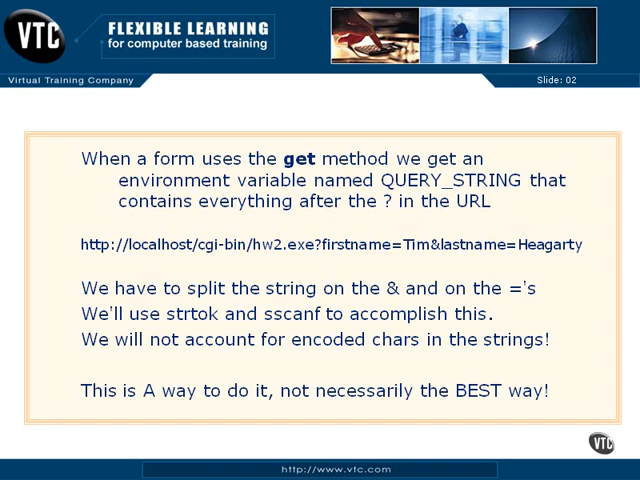 VTC
FLEXIBLE LEARNING
for computer based training
Virtual Training Company
Slide: 02
When a form uses the get method we get an
environment variable named QUERY_STRING that
contains everything after the ? in the URL
http://localhost/cgi-bin/hw2.exe?firstname=Tim&lastname=Heagarty
We have to split the string on the & and on the ='s
We'll use strtok and sscanf to accomplish this.
We will not account for encoded chars in the strings!
This is A way to do it, not necessarily the BEST way!
VTC
http://www.vtc.com